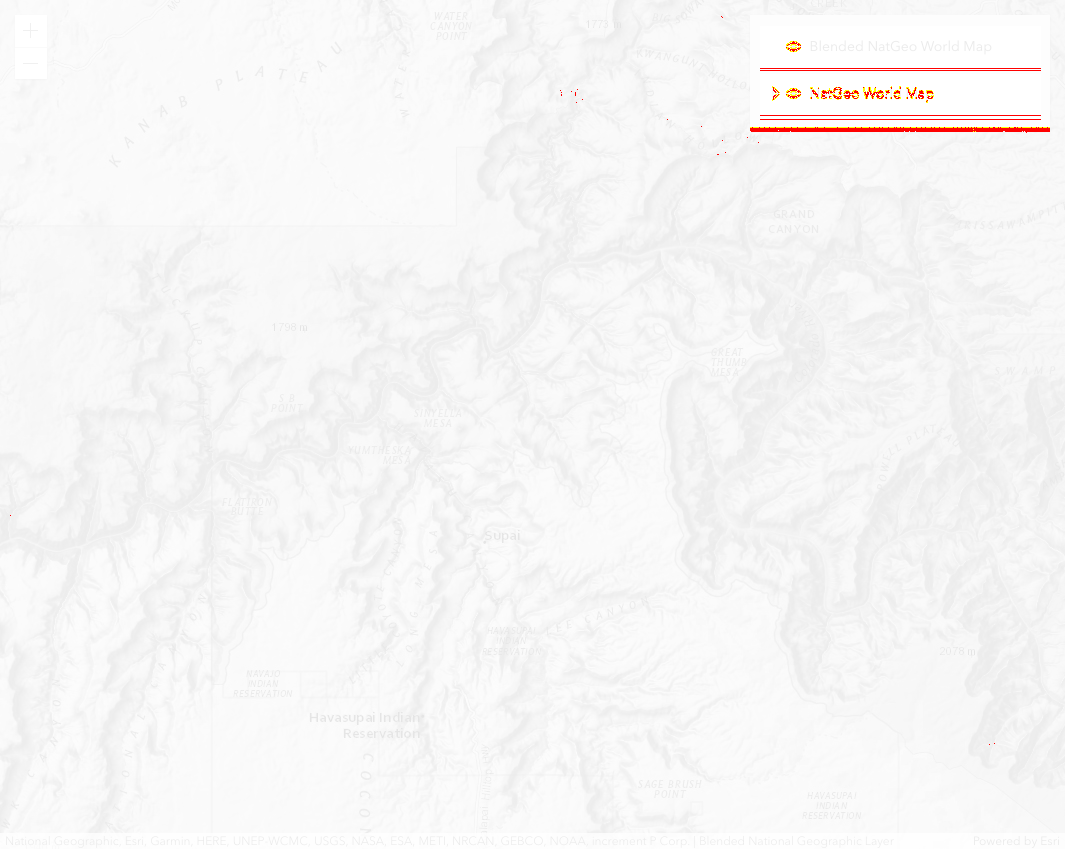 WATER
CANYON
POINT
1773
KANAB PLATEAU
Blended NatGeo World Map
NatGeo World Map
GRAND
CANYON
1796 m
GREAT
THUMB
MESA
S B
POINT
SINYELLA
MESA
YUMTHESKA
MESA
FLATIRON
BUTTE
Supai
HAVASUPAI
INDIAN
RESERVATION
2078 m
NAVAJO
INDIAN
RESERVATION
Havasupai Indian
Reservation
SAGE BRUSH
POINT
HAVASUPAI
INDIAN
RESERVATION
National Geographic, Esri, Garmin, HERE, UNEP-WCMC, USGS, NASA, ESA, METI, NRCAN, GEBCO, NOAA, increment P Corp. | Blended National Geographic Layer
Powered by Esri